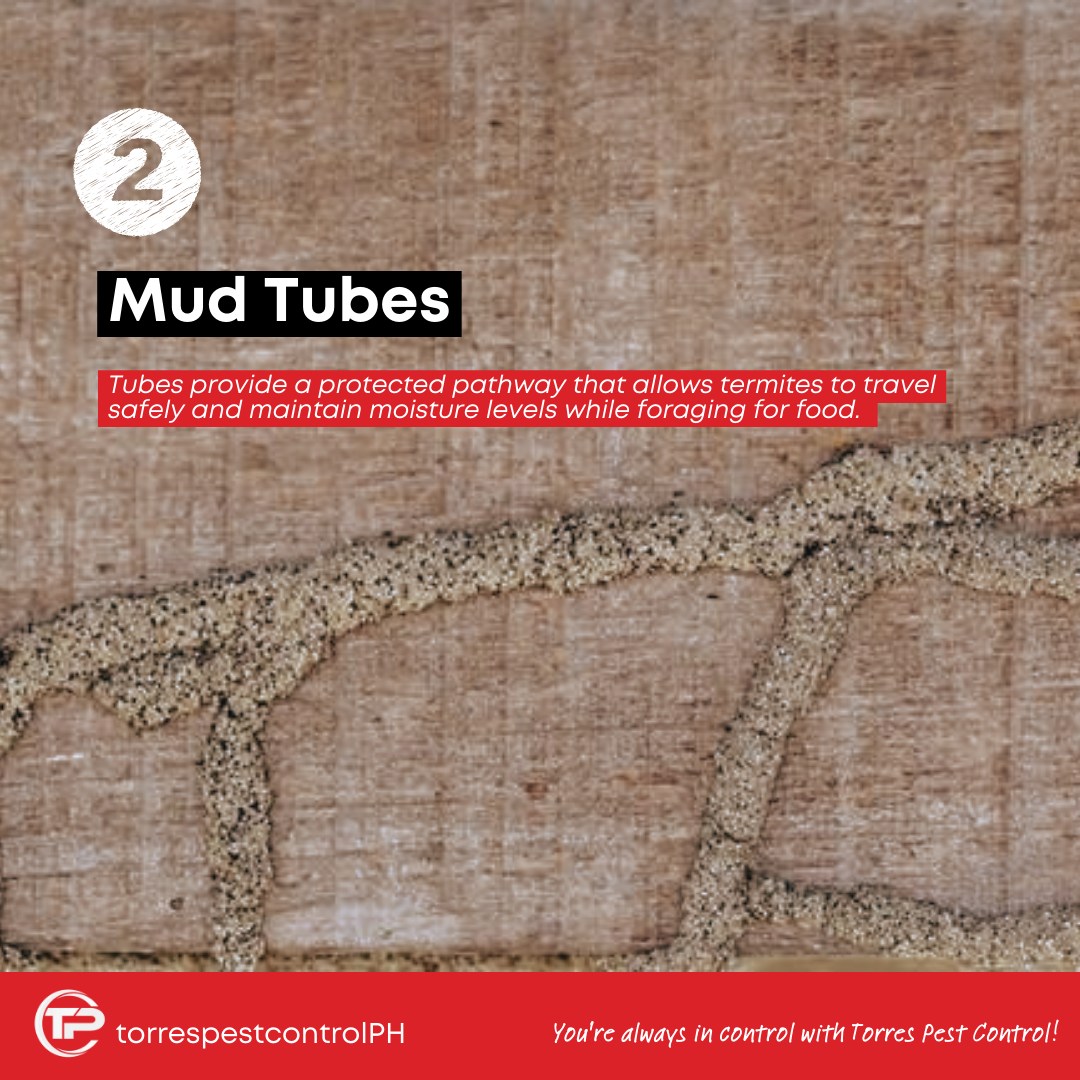 2
Mud Tubes
Tubes provide a protected pathway that allows termites to travel
safely and maintain moisture levels while foraging for food.
TP torrespestcontrolPH
You're always in control with Torres Pest Control!